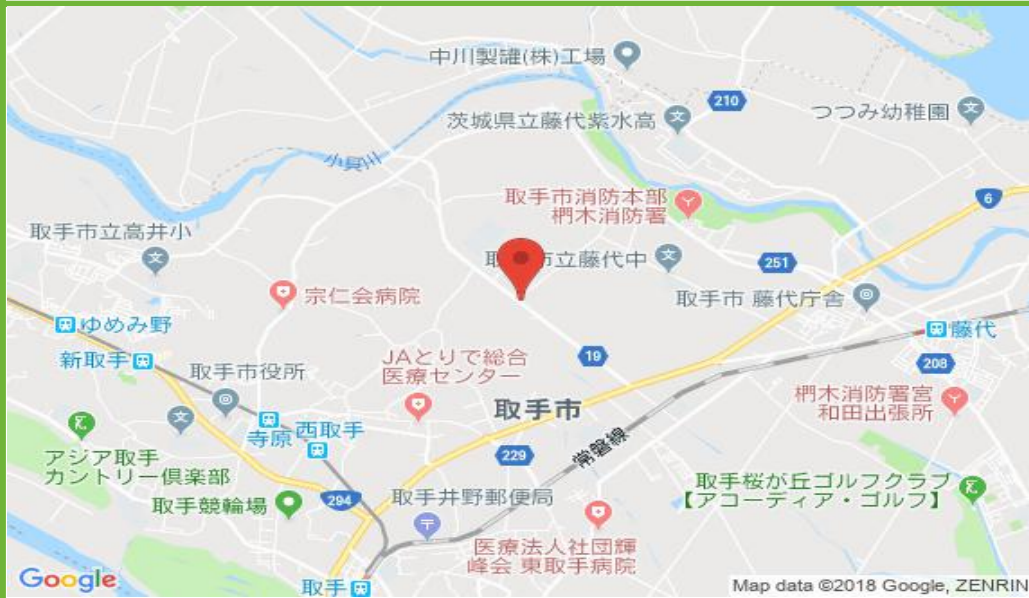 中川製罐(株)工場
210
茨城県立藤代紫水高
つつみ幼稚園
小貝川
取手市消防本部
椚木消防署
6
取手市立高井小
取手市立藤代中
251
宗仁会病院
取手市 藤代庁舎
ゆめみ野
藤代
新取手
19
JAとりで総合
医療センター
208
取手市役所
椚木消防署宮
和田出張所
取手市
寺原
西取手
常磐線
229
アジア取手
カントリー倶楽部
取手桜が丘ゴルフクラブ
【アコーディア・ゴルフ】
取手競輪場
294
取手井野郵便局
医療法人社団輝
峰会 東取手病院
取手
Google
Map data ©2018 Google, ZENRIN